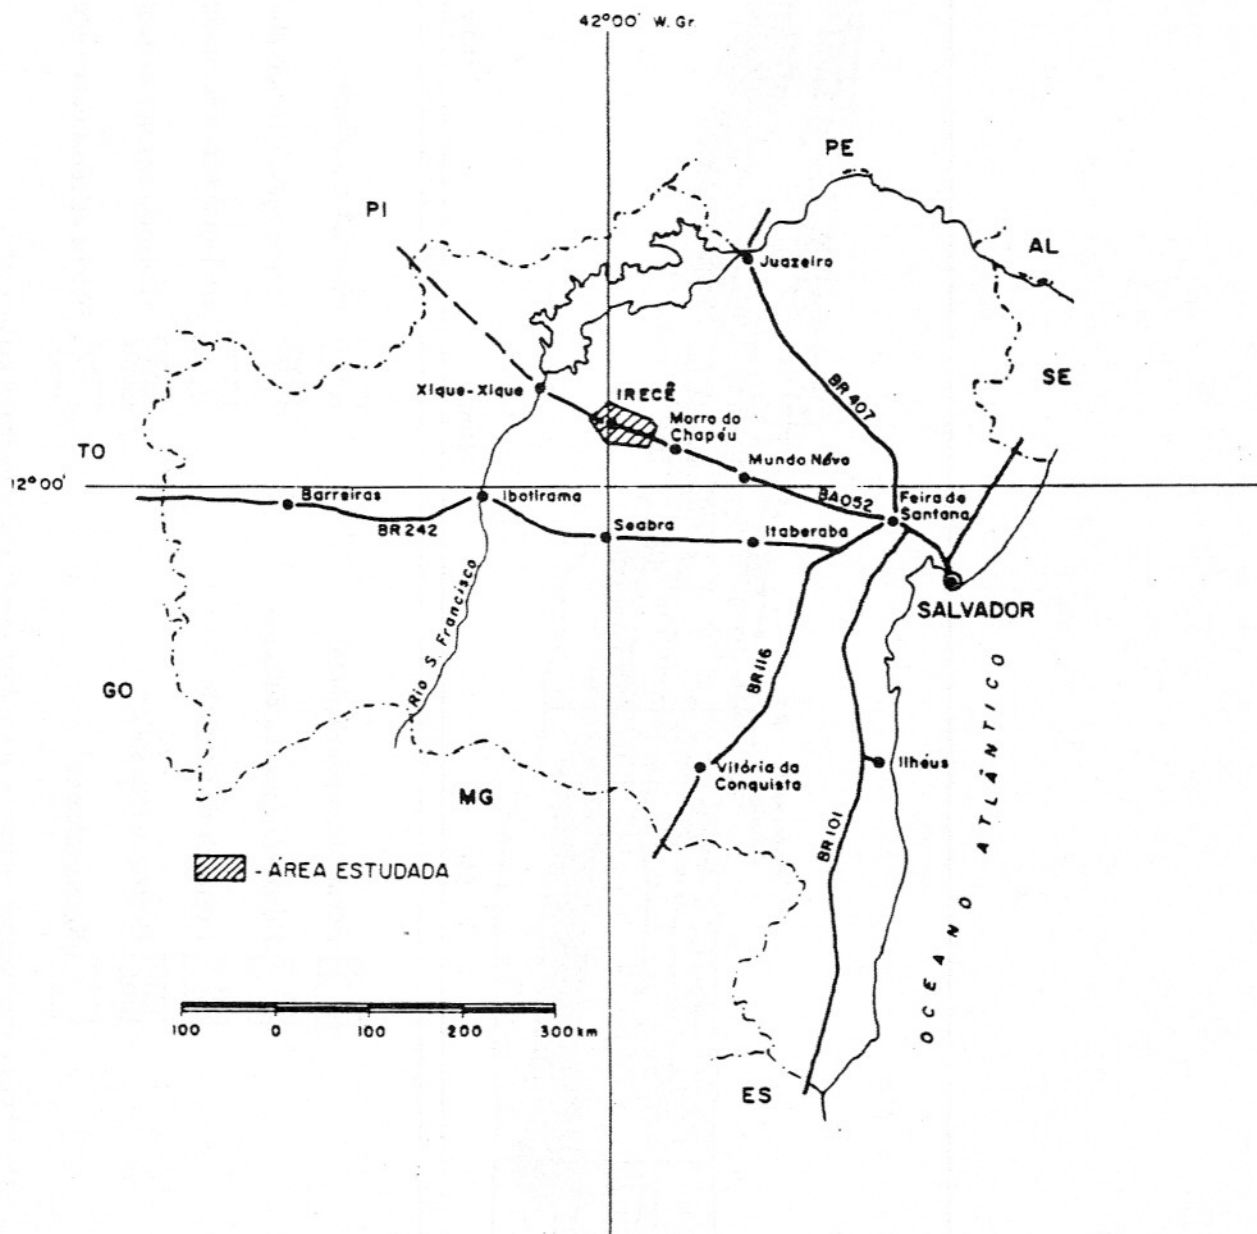 42°00' W. Gr.
PE
PI
AL
Juazeiro
SE
BR 407
Xique-Xique
IRECÊ
Morro do
Chapéu
TO
Mundo Novo
12°00'
Barreiras
Ibotirama
BA 052
Feira de
Santana
BR 242
Seabra
Itaberaba
Rio S. Francisco
SALVADOR
GO
BR 116
OCEANO ATLÂNTICO
Ilhéus
Vitória da
Conquista
MG
BR 101
- ÁREA ESTUDADA
100 0 100 200 300 km
ES